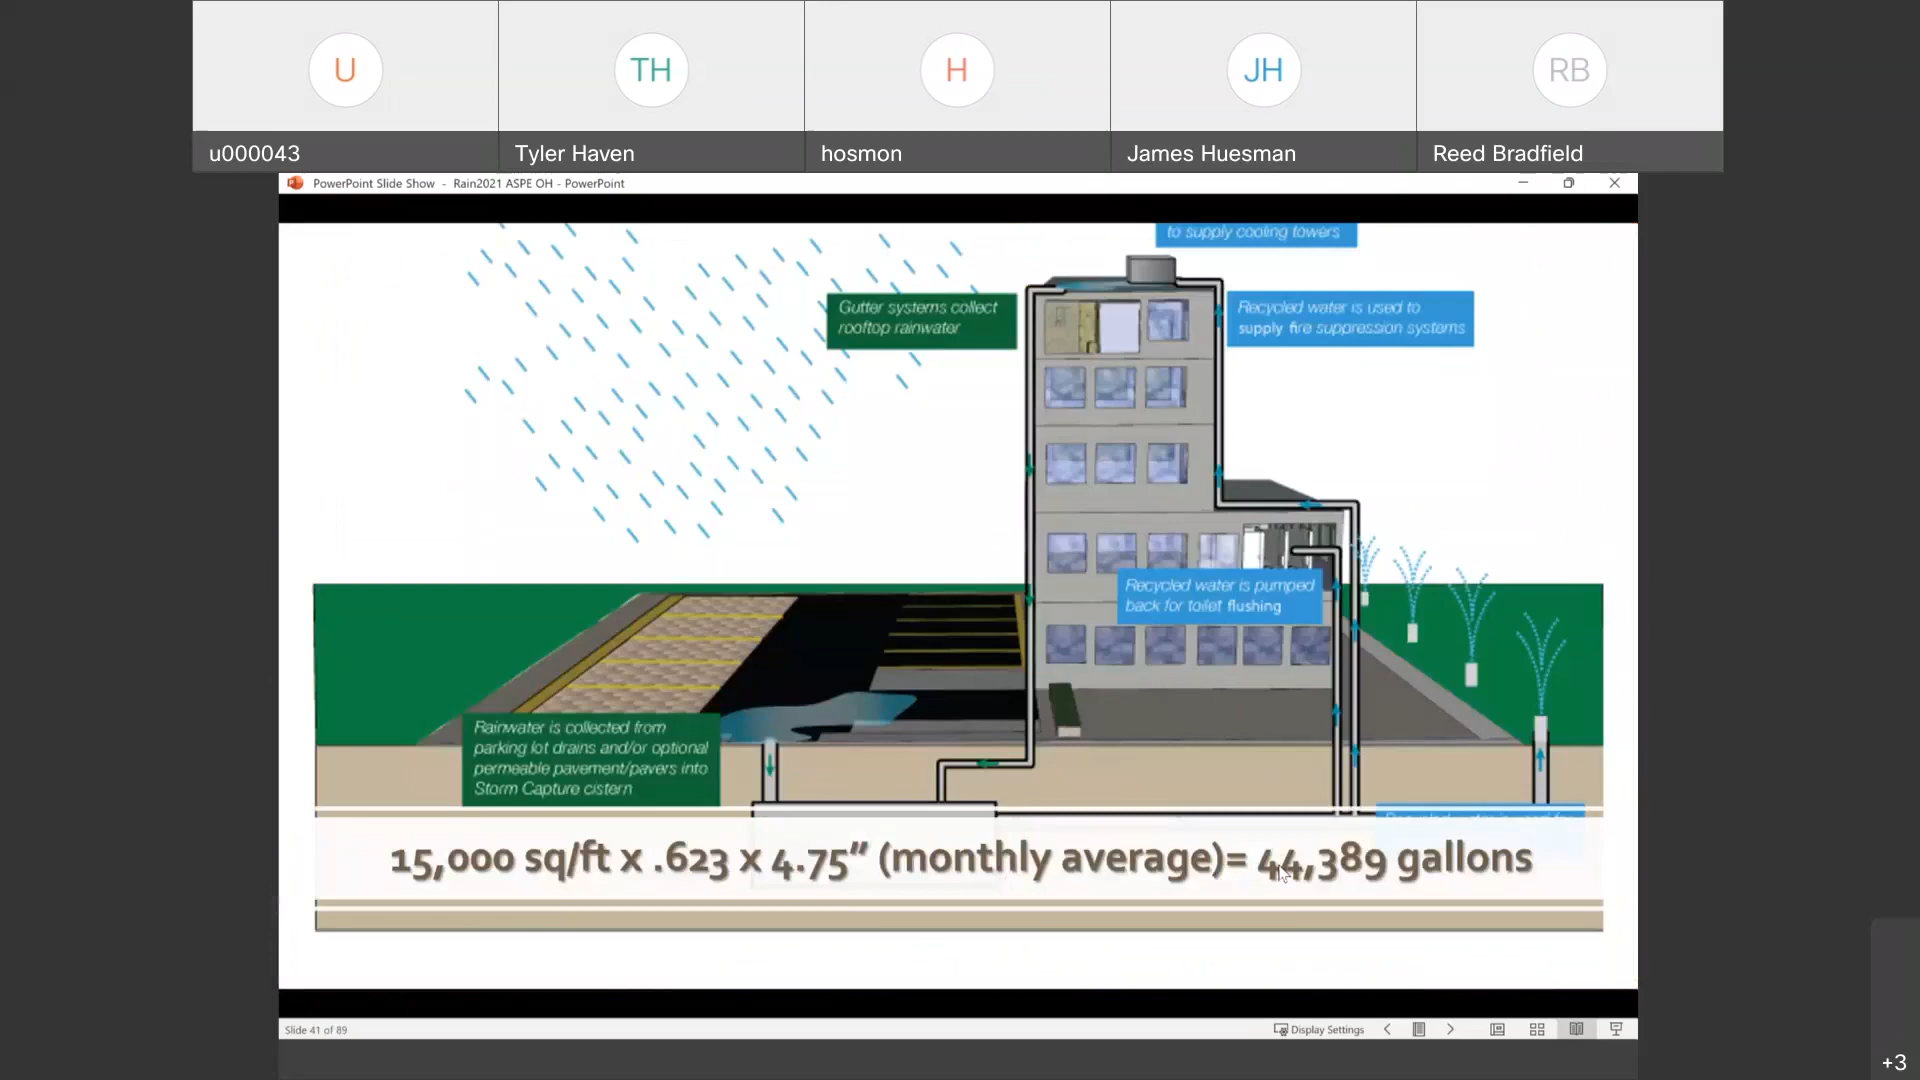 U
TH
H
JH
RB
u000043
Tyler Haven
hosmon
James Huesman
Reed Bradfield
PowerPoint Slide Show - Rain2021 ASPE OH - PowerPoint
to supply cooling towers
Gutter systems collect
rooftop rainwater
Recycled water is used to
supply fire suppression systems
Recycled water is pumped
back for toilet flushing
Rainwater is collected from
parking lot drains and/or optional
permeable pavement/pavers into
Storm Capture cistern
15,000 sq/ft x .623 x 4.75” (monthly average)= 44,389 gallons
Slide 41 of 89
Display Settings
+3